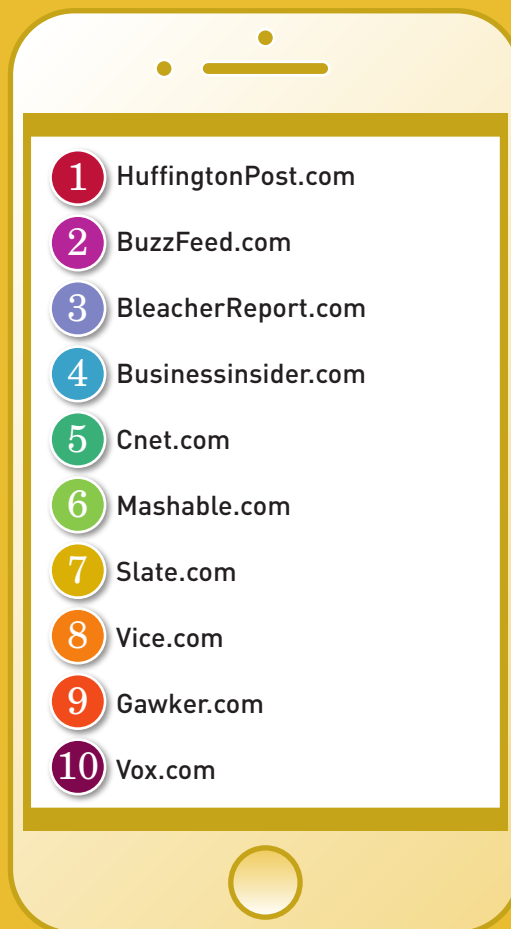 1 HuffingtonPost.com
2 BuzzFeed.com
3 BleacherReport.com
4 Businessinsider.com
5 Cnet.com
6 Mashable.com
7 Slate.com
8 Vice.com
9 Gawker.com
10 Vox.com